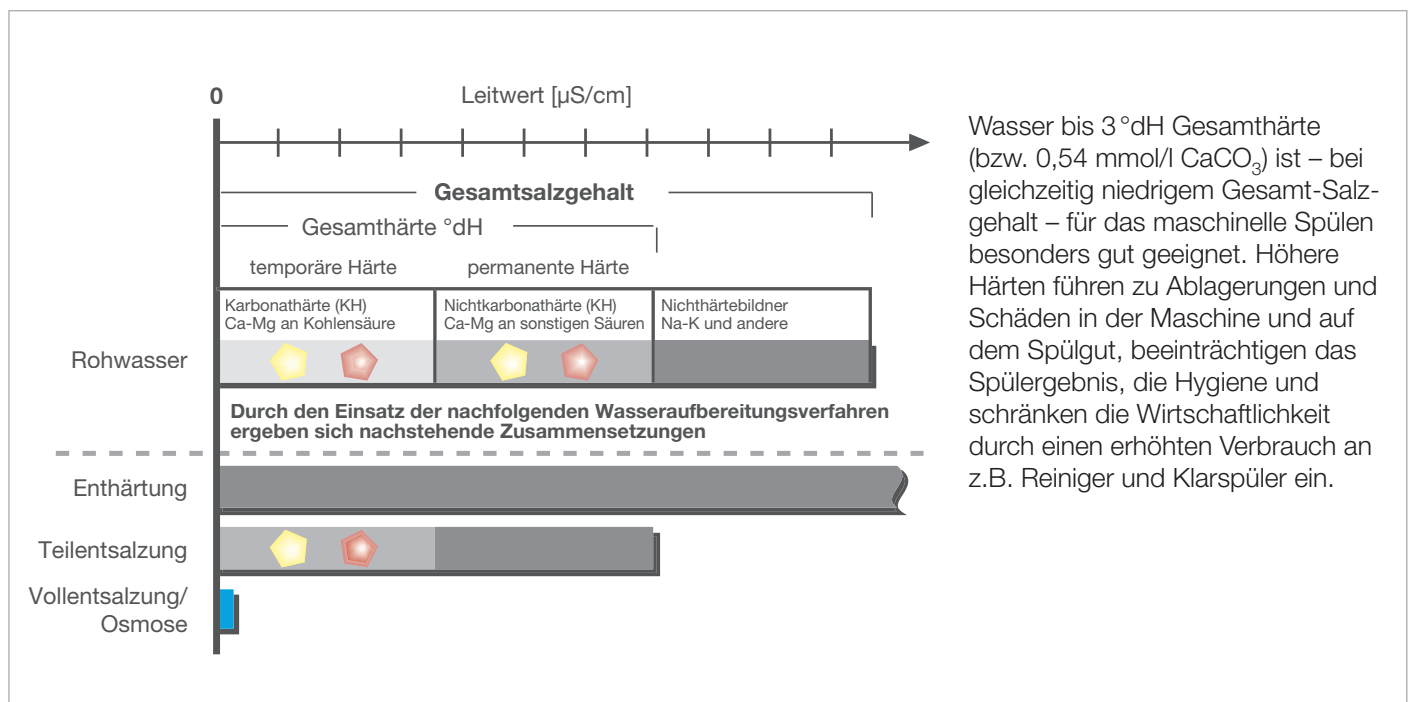 0
Leitwert [µS/cm]
Gesamtsalzgehalt
Gesamthärte °dH
temporäre Härte
permanente Härte
Karbonathärte (KH)
Ca-Mg an Kohlensäure
Nichtkarbonathärte (KH)
Ca-Mg an sonstigen Säuren
Nichthärtebildner
Na-K und andere
Rohwasser
Durch den Einsatz der nachfolgenden Wasseraufbereitungsverfahren
ergeben sich nachstehende Zusammensetzungen
Enthärtung
Teilentsalzung
Vollentsalzung/
Osmose
Wasser bis 3 °dH Gesamthärte
(bzw. 0,54 mmol/l CaCO₃) ist – bei
gleichzeitig niedrigem Gesamt-Salz-
gehalt – für das maschinelle Spülen
besonders gut geeignet. Höhere
Härten führen zu Ablagerungen und
Schäden in der Maschine und auf
dem Spülgut, beeinträchtigen das
Spülergebnis, die Hygiene und
schränken die Wirtschaftlichkeit
durch einen erhöhten Verbrauch an
z.B. Reiniger und Klarspüler ein.